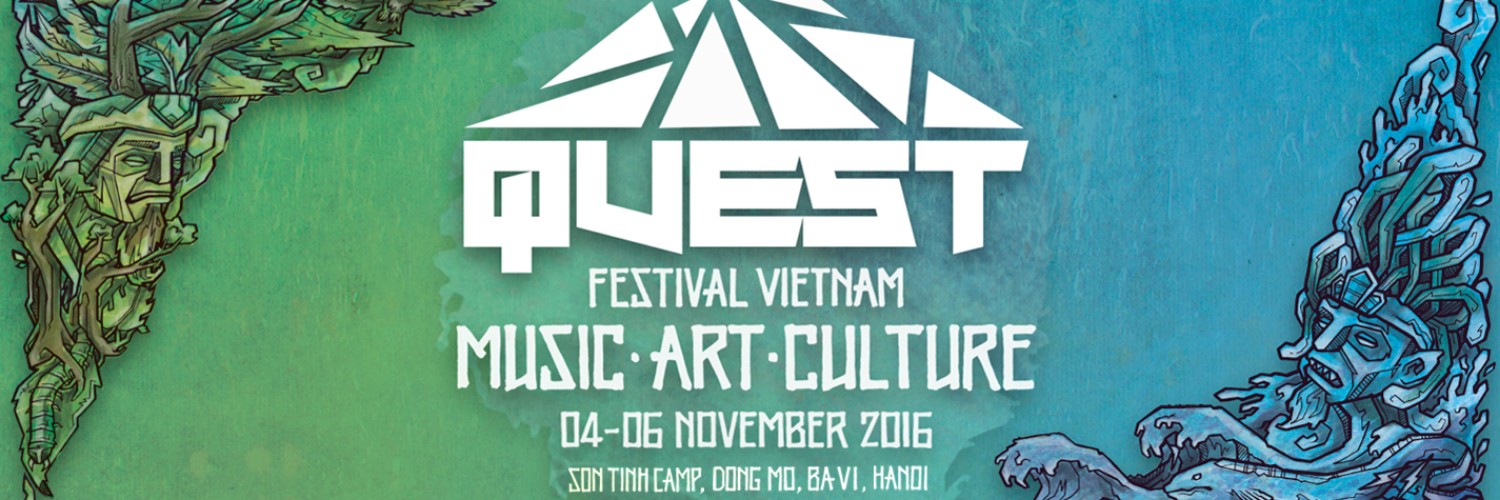 QUEST
FESTIVAL VIETNAM
MUSIC·ART·CULTURE
04-06 NOVEMBER 2016
SON TINH CAMP, DONG MO, BA VI, HANOI